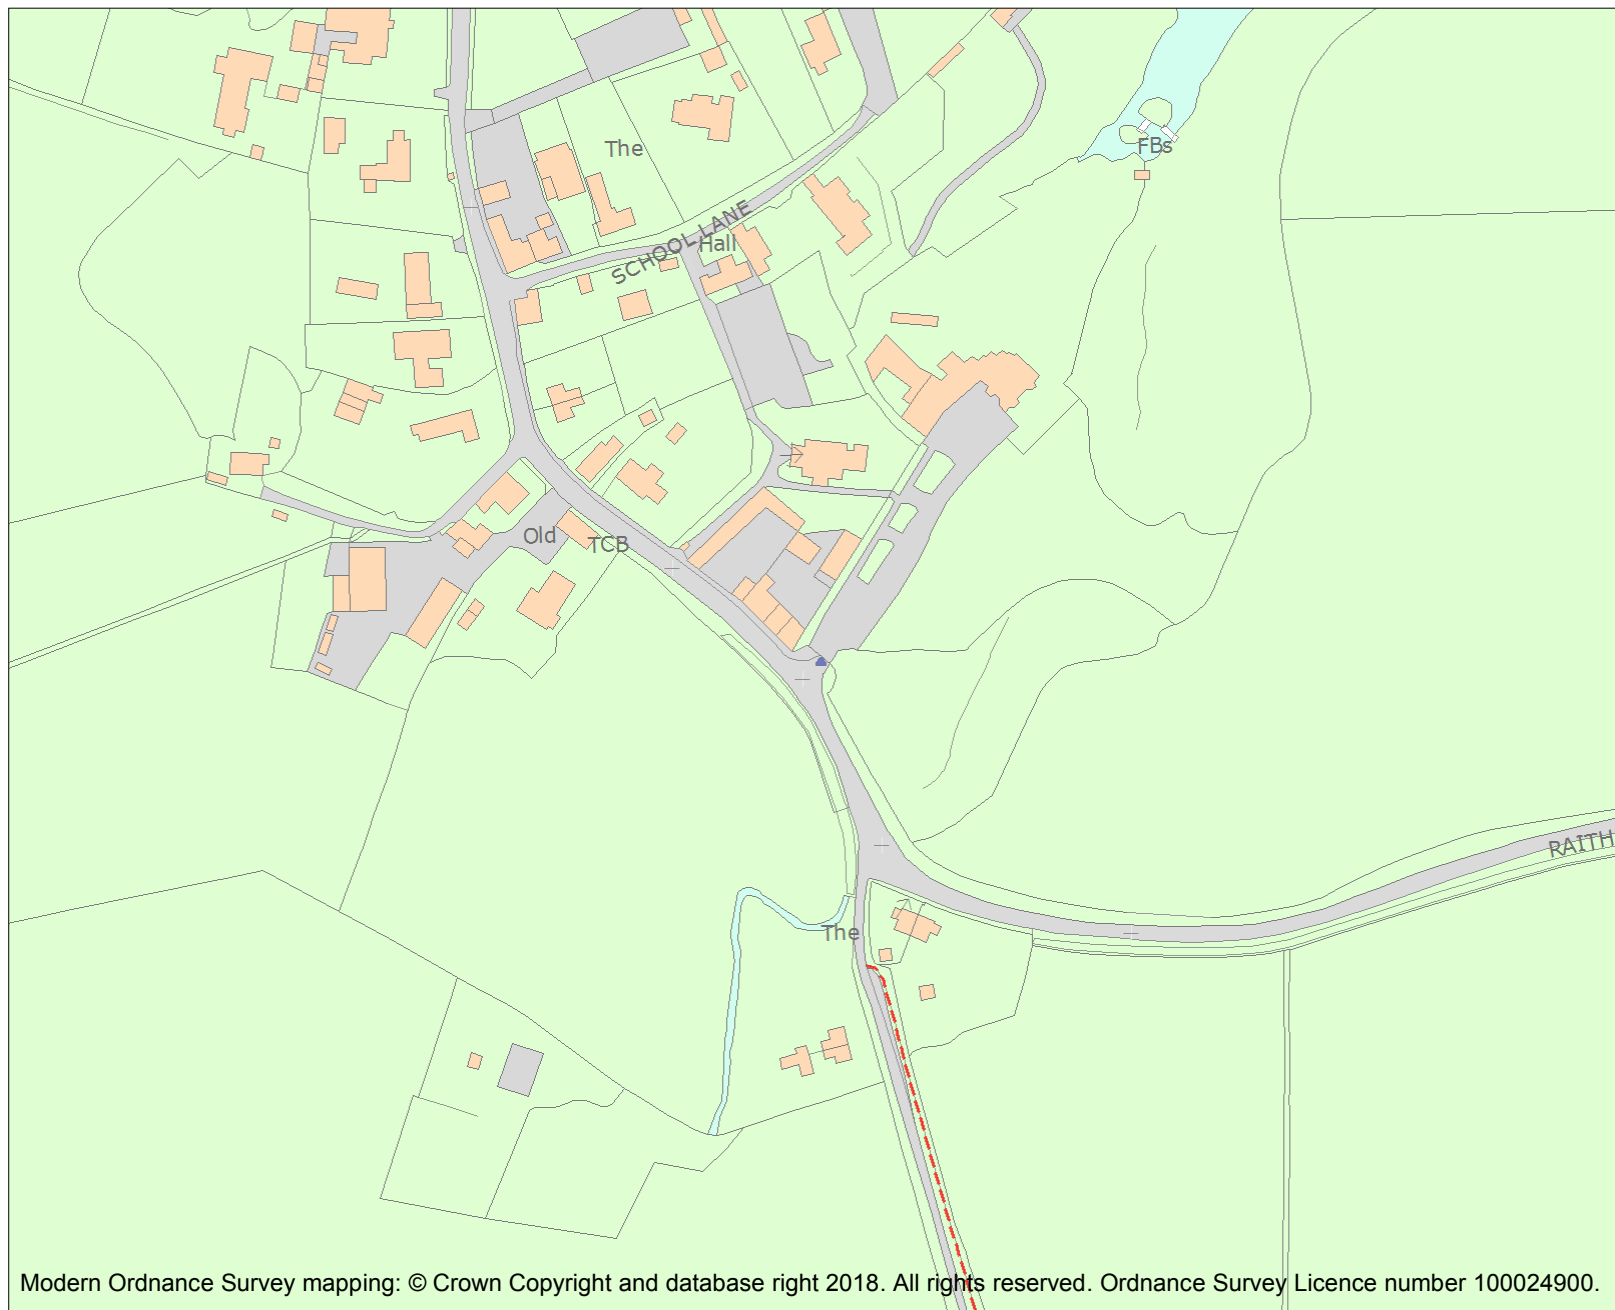 The
FBs
SCHOOL LANE
Hall
Old
TCB
RAITH
The
Modern Ordnance Survey mapping: © Crown Copyright and database right 2018. All rights reserved. Ordnance Survey Licence number 100024900.